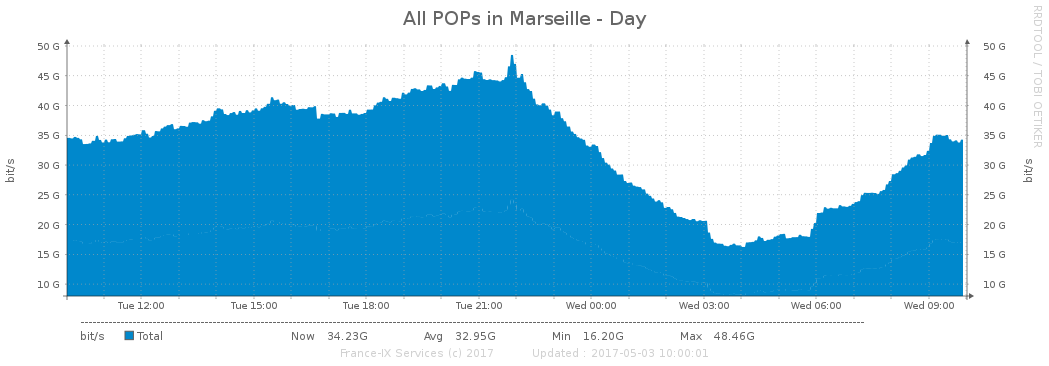 All POPs in Marseille - Day
RRDTOOL / TOBI OETIKER
50 G 50 G
45 G 45 G
40 G 40 G
35 G 35 G
30 G 30 G
25 G 25 G
20 G 20 G
15 G 15 G
10 G 10 G
bit/s bit/s
Tue 12:00 Tue 15:00 Tue 18:00 Tue 21:00 Wed 00:00 Wed 03:00 Wed 06:00 Wed 09:00
bit/s Total Now 34.23G Avg 32.95G Min 16.20G Max 48.46G
France-IX Services (c) 2017 Updated : 2017-05-03 10:00:01